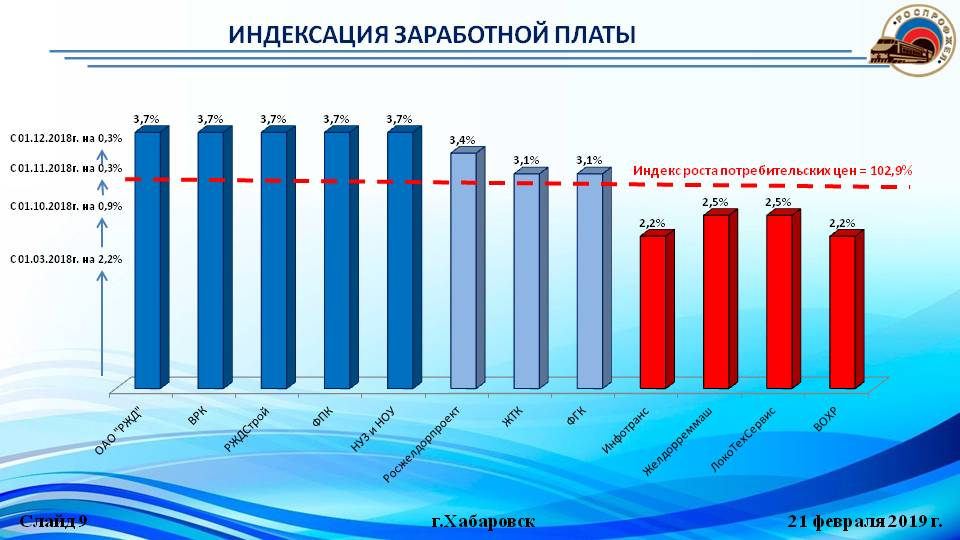 ИНДЕКСАЦИЯ ЗАРАБОТНОЙ ПЛАТЫ
РОСПРОФЖЕЛ
С 01.12.2018г. на 0,3%
С 01.11.2018г. на 0,3%
С 01.10.2018г. на 0,9%
С 01.03.2018г. на 2,2%
3,7%
3,7%
3,7%
3,7%
3,7%
3,4%
3,1%
3,1%
2,2%
2,5%
2,5%
2,2%
Индекс роста потребительских цен = 102,9%
ОАО "РЖД"
ВРК
РЖДСтрой
ФПК
НУЗ и НОУ
Росжелдорпроект
ЖТК
ФГК
Инфотранс
Желдорреммаш
ЛокоТехСервис
ВОХР
Слайд 9
г.Хабаровск
21 февраля 2019 г.